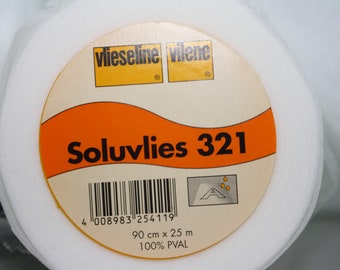 vlieseline vilene
Soluvlies 321
4 008983 254119
90 cm x 25 m
100% PVAL